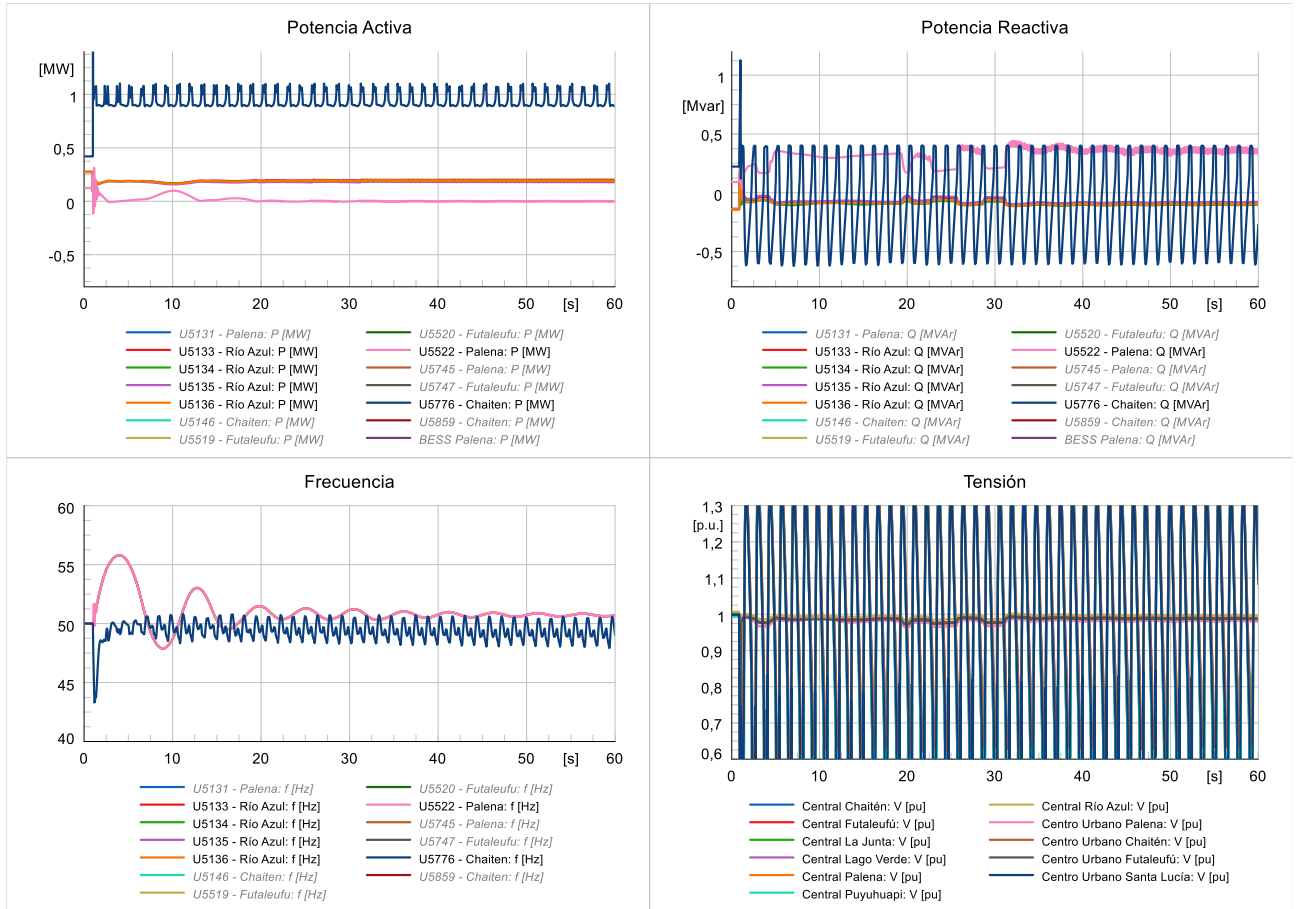 Potencia Activa
[MW]
1
0,5
0
-0,5
0 10 20 30 40 50 [s] 60
U5131 - Palena: P [MW] U5520 - Futaleufu: P [MW]
U5133 - Río Azul: P [MW] U5522 - Palena: P [MW]
U5134 - Río Azul: P [MW] U5745 - Palena: P [MW]
U5135 - Río Azul: P [MW] U5747 - Futaleufu: P [MW]
U5136 - Río Azul: P [MW] U5776 - Chaiten: P [MW]
U5146 - Chaiten: P [MW] U5859 - Chaiten: P [MW]
U5519 - Futaleufu: P [MW] BESS Palena: P [MW]
Potencia Reactiva
1
[Mvar]
0,5
0
-0,5
0 10 20 30 40 50 [s] 60
U5131 - Palena: Q [MVAr] U5520 - Futaleufu: Q [MVAr]
U5133 - Río Azul: Q [MVAr] U5522 - Palena: Q [MVAr]
U5134 - Río Azul: Q [MVAr] U5745 - Palena: Q [MVAr]
U5135 - Río Azul: Q [MVAr] U5747 - Futaleufu: Q [MVAr]
U5136 - Río Azul: Q [MVAr] U5776 - Chaiten: Q [MVAr]
U5146 - Chaiten: Q [MVAr] U5859 - Chaiten: Q [MVAr]
U5519 - Futaleufu: Q [MVAr] BESS Palena: Q [MVAr]
Frecuencia
60
55
50
45
40
0 10 20 30 40 50 [s] 60
U5131 - Palena: f [Hz] U5520 - Futaleufu: f [Hz]
U5133 - Río Azul: f [Hz] U5522 - Palena: f [Hz]
U5134 - Río Azul: f [Hz] U5745 - Palena: f [Hz]
U5135 - Río Azul: f [Hz] U5747 - Futaleufu: f [Hz]
U5136 - Río Azul: f [Hz] U5776 - Chaiten: f [Hz]
U5146 - Chaiten: f [Hz] U5859 - Chaiten: f [Hz]
U5519 - Futaleufu: f [Hz]
Tensión
1,3
[p.u.]
1,2
1,1
1
0,9
0,8
0,7
0,6
0 10 20 30 40 50 [s] 60
Central Chaitén: V [pu] Central Río Azul: V [pu]
Central Futaleufú: V [pu] Centro Urbano Palena: V [pu]
Central La Junta: V [pu] Centro Urbano Chaitén: V [pu]
Central Lago Verde: V [pu] Centro Urbano Futaleufú: V [pu]
Central Palena: V [pu] Centro Urbano Santa Lucía: V [pu]
Central Puyuhuapi: V [pu]